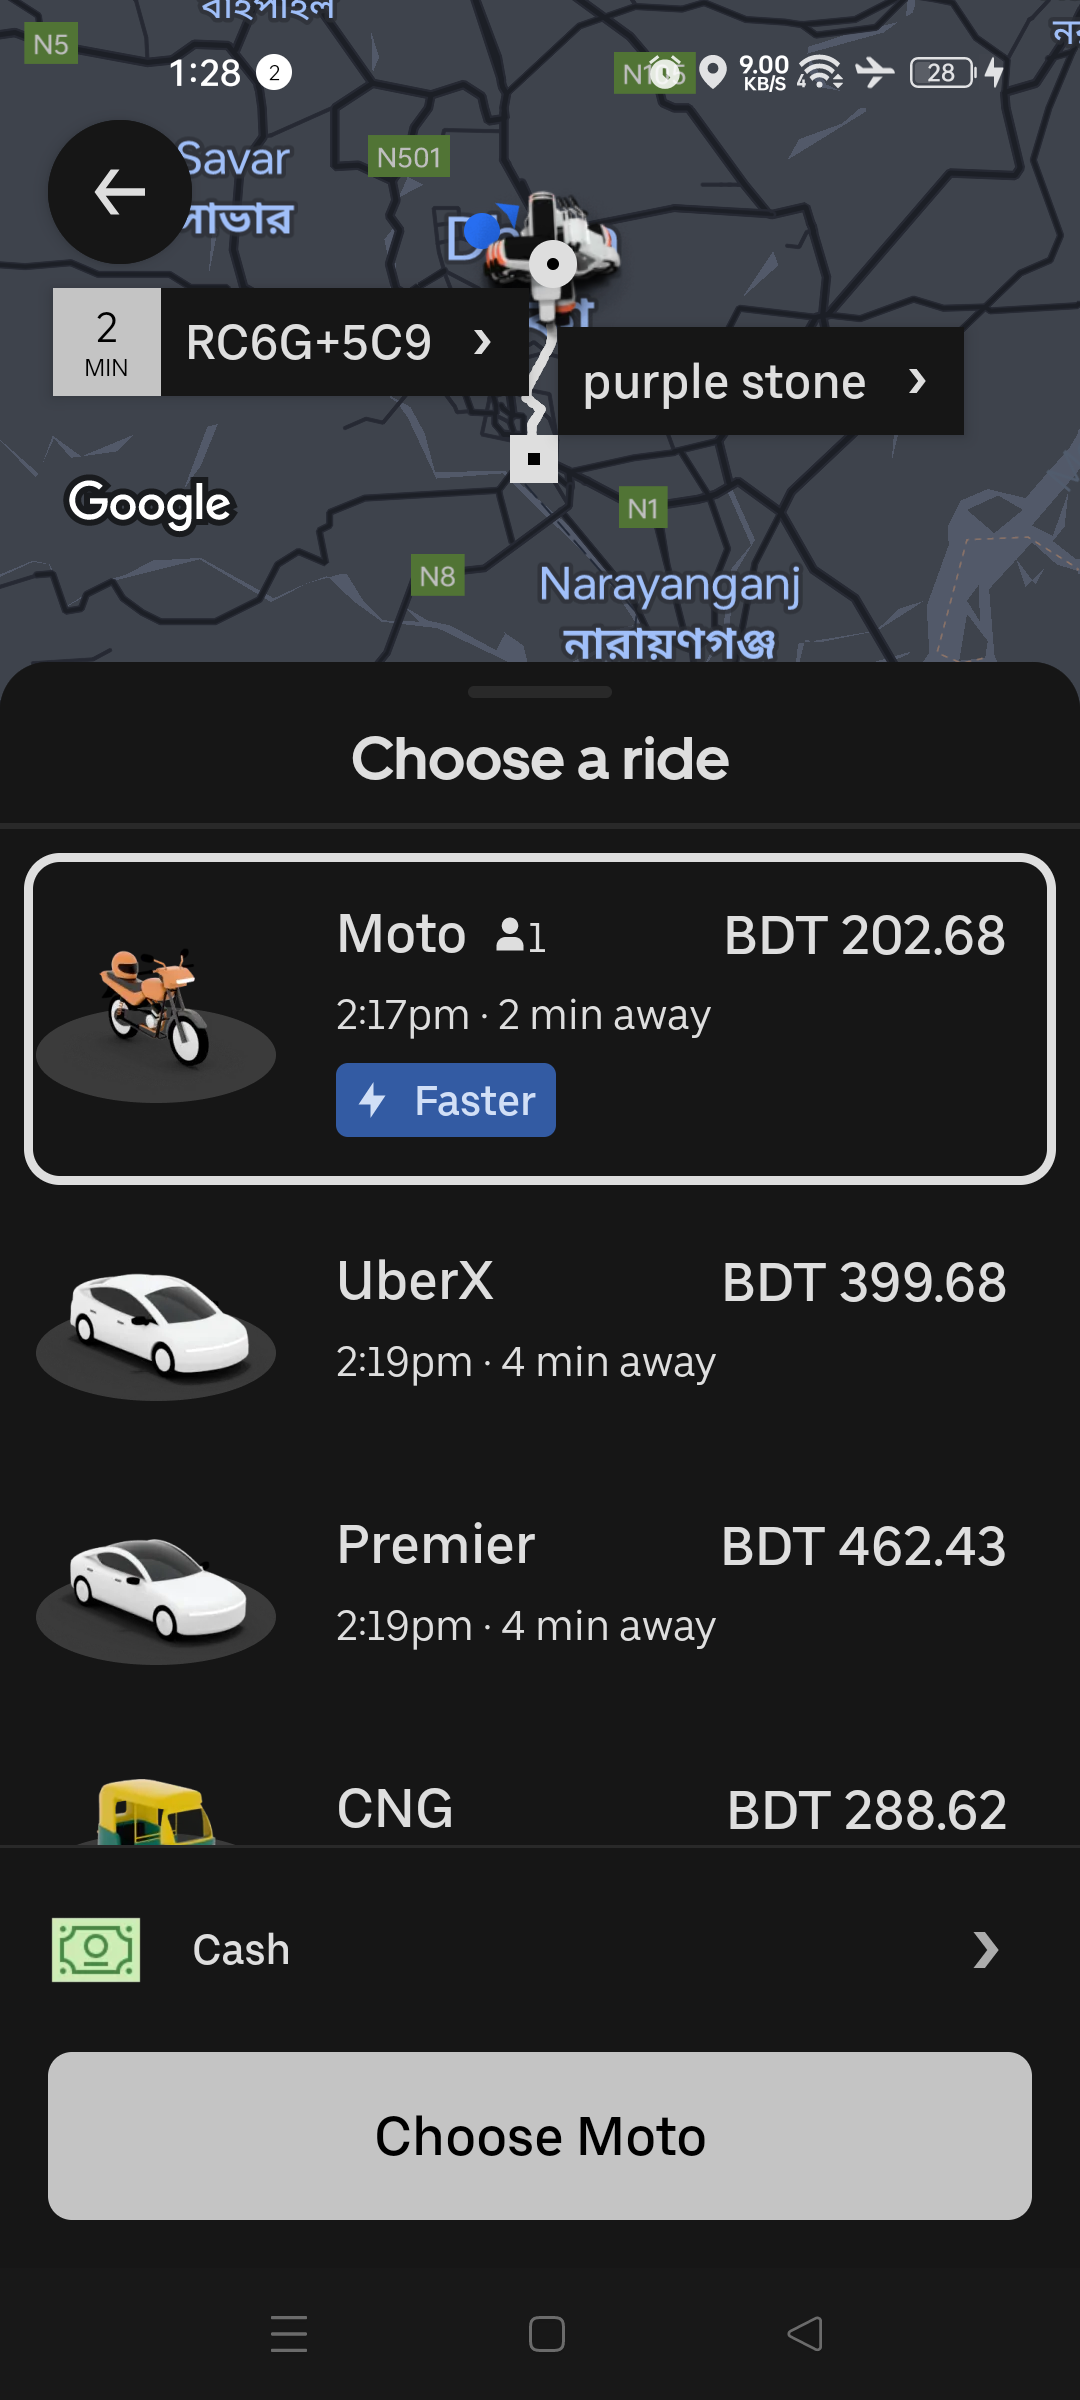 বাইপাইল
N5
1:28 2
9.00
KB/S
4
28
Savar
সাভার
N501
2
MIN
RC6G+5C9
purple stone
Google
N1
N8
Narayanganj
নারায়ণগঞ্জ
Choose a ride
Moto 1 BDT 202.68
2:17pm · 2 min away
Faster
UberX BDT 399.68
2:19pm · 4 min away
Premier BDT 462.43
2:19pm · 4 min away
CNG BDT 288.62
Cash
Choose Moto